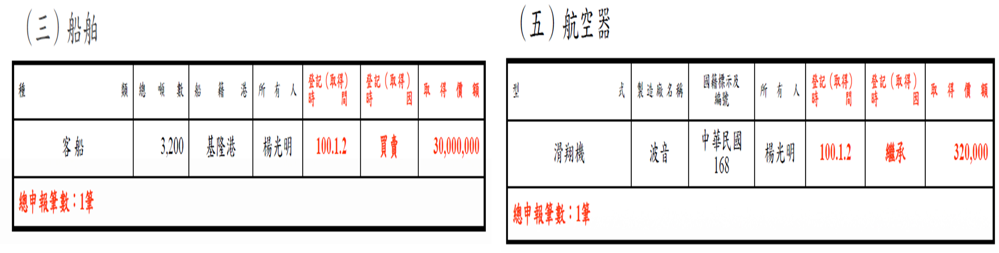 （三）船舶
種類 總噸數 船籍港 所有人 登記（取得）時間 登記（取得）時因 取得價額
客船 3,200 基隆港 楊光明 100.1.2 買賣 30,000,000
總申報筆數：1筆
（五）航空器
型式 製造廠名稱 國籍標示及編號 所有人 登記（取得）時間 登記（取得）時因 取得價額
滑翔機 波音 中華民國168 楊光明 100.1.2 繼承 320,000
總申報筆數：1筆